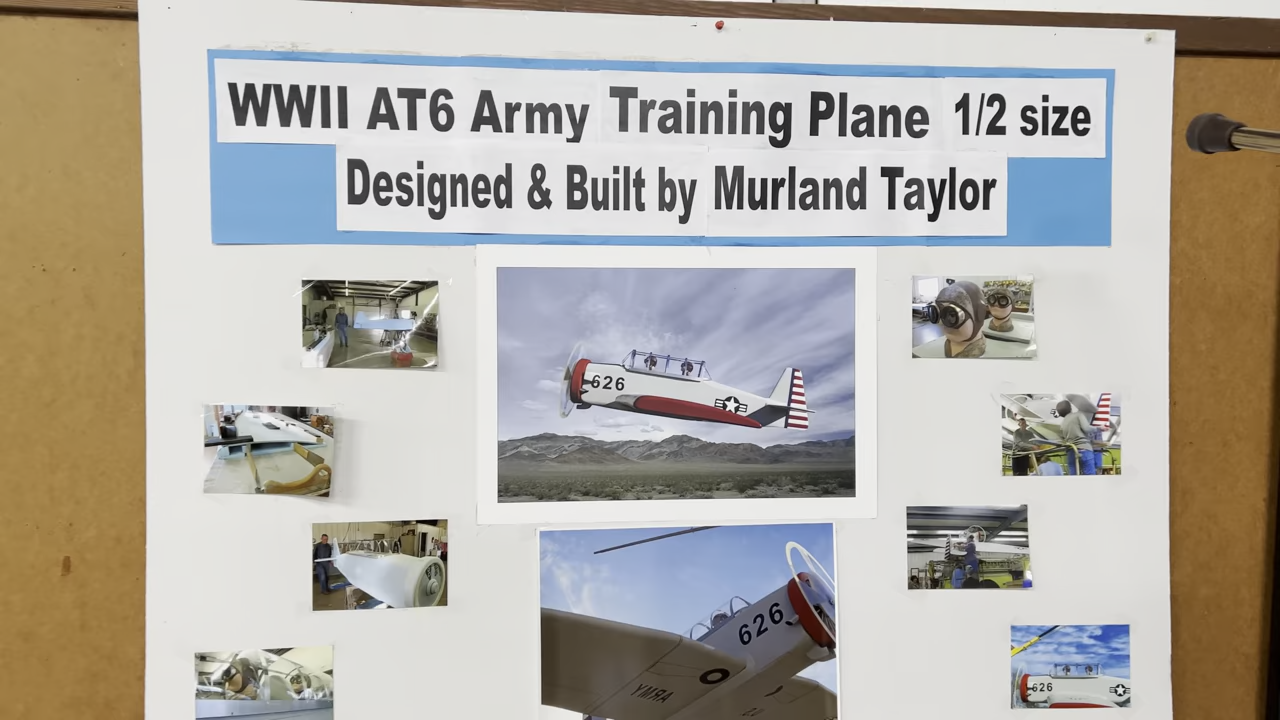 WWII AT6 Army Training Plane 1/2 size
Designed & Built by Murland Taylor
626
626
ARMY
626